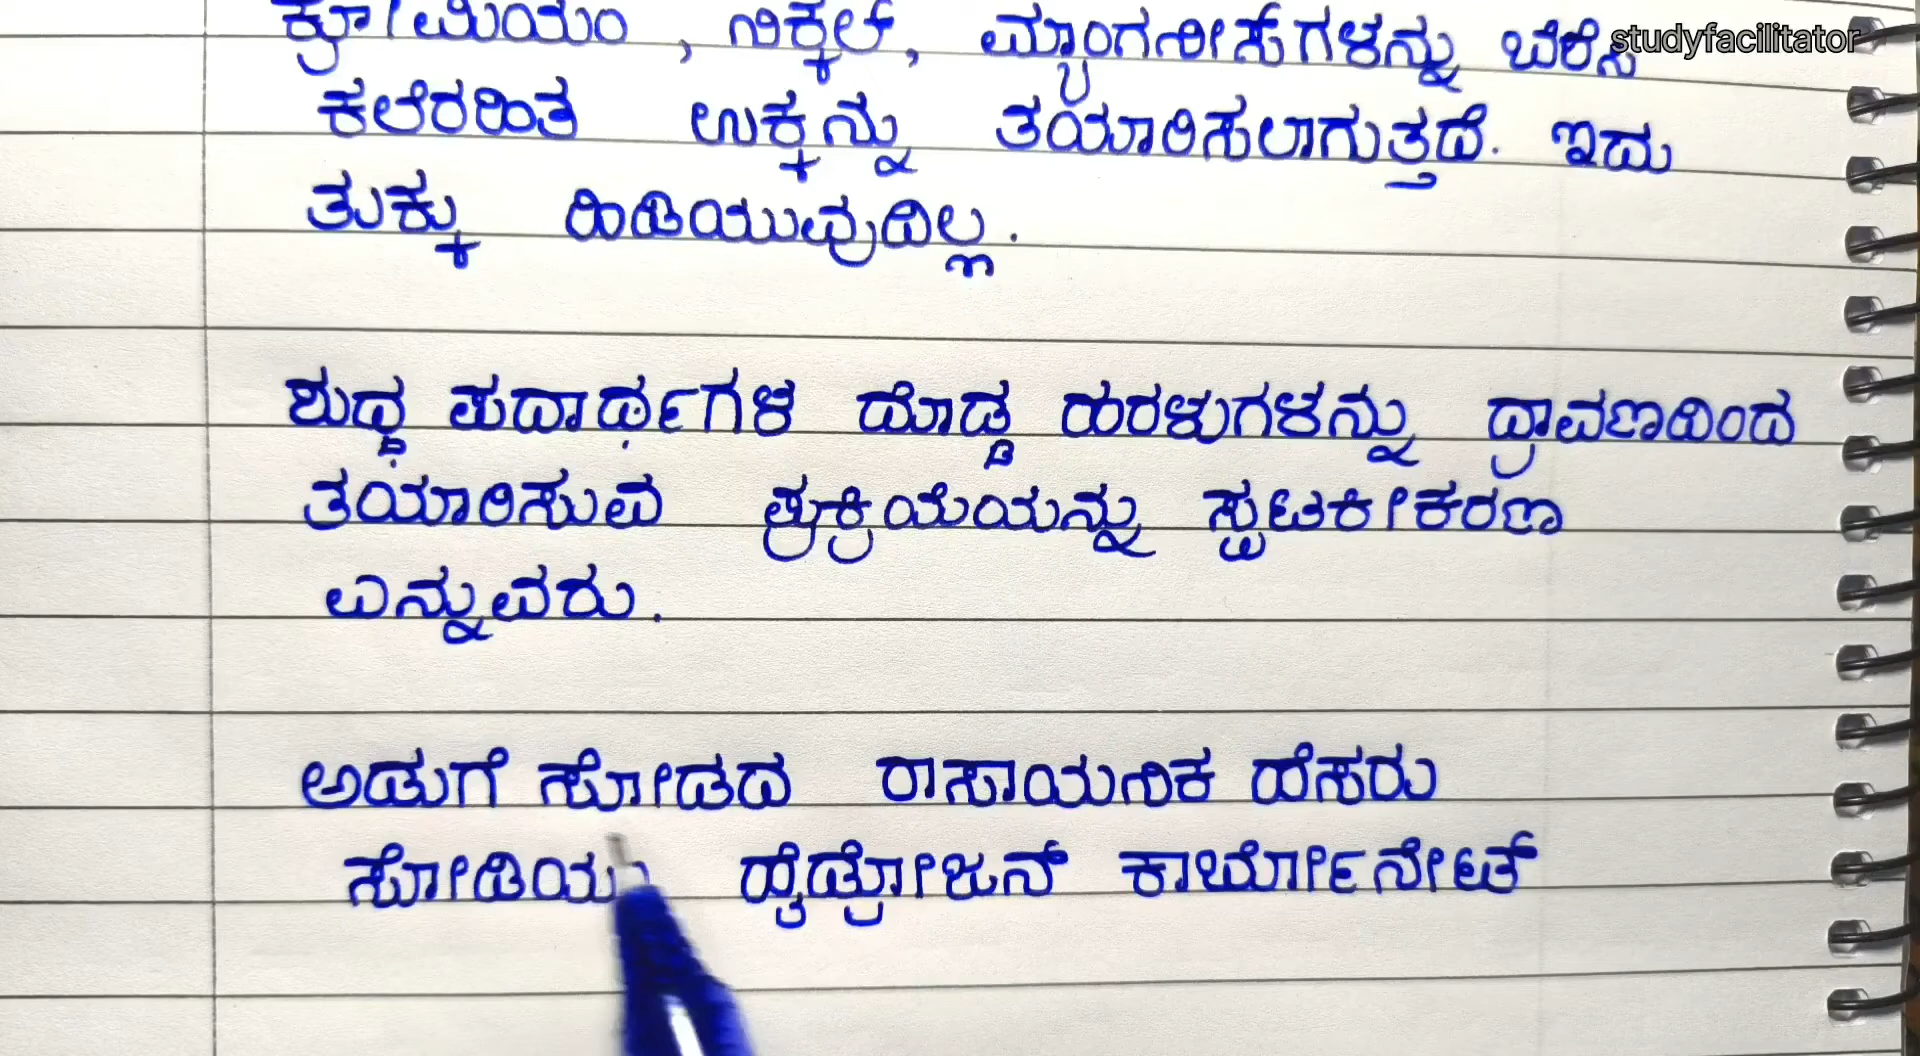 studyfacilitator
ಕ್ರೋಮಿಯಂ , ನಿಕ್ಕಲ್, ಮ್ಯಾಂಗನೀಸ್‌ಗಳನ್ನು ಬೆರೆಸಿ
ಕಲೆರಹಿತ ಉಕ್ಕನ್ನು ತಯಾರಿಸಲಾಗುತ್ತದೆ. ಇದು
ತುಕ್ಕು ಹಿಡಿಯುವುದಿಲ್ಲ.
ಶುದ್ಧ ಪದಾರ್ಥಗಳ ದೊಡ್ಡ ಹರಳುಗಳನ್ನು ದ್ರಾವಣದಿಂದ
ತಯಾರಿಸುವ ಪ್ರಕ್ರಿಯೆಯನ್ನು ಸ್ಪಟಕೀಕರಣ
ಎನ್ನುವರು.
ಅಡುಗೆ ಸೋಡದ ರಾಸಾಯನಿಕ ಹೆಸರು
ಸೋಡಿಯಂ ಹೈಡ್ರೋಜನ್ ಕಾರ್ಬೋನೇಟ್